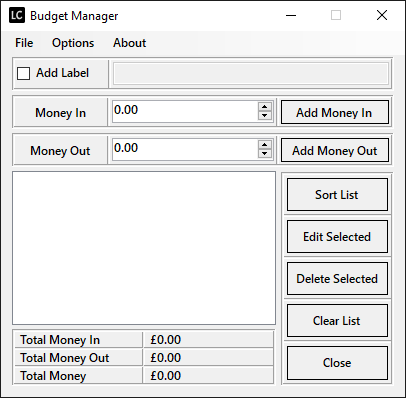 LC Budget Manager
File Options About
Add Label
Money In 0.00 Add Money In
Money Out 0.00 Add Money Out
Sort List
Edit Selected
Delete Selected
Clear List
Close
Total Money In £0.00
Total Money Out £0.00
Total Money £0.00